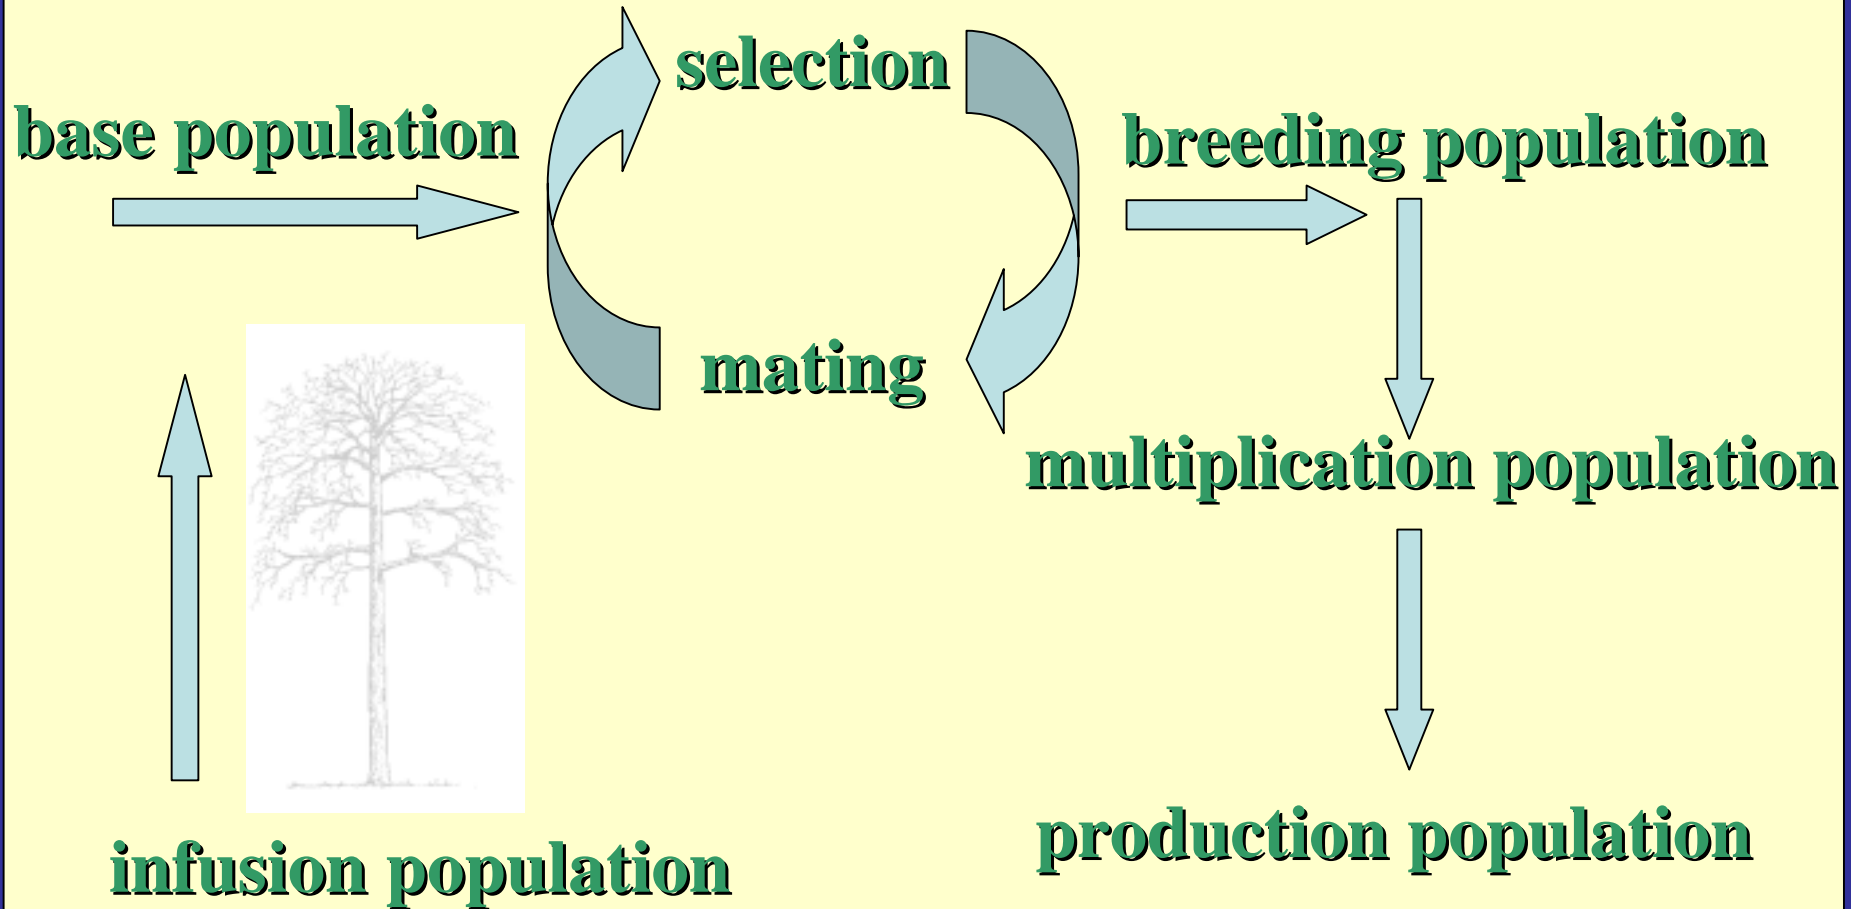 selection
base population
breeding population
mating
multiplication population
production population
infusion population